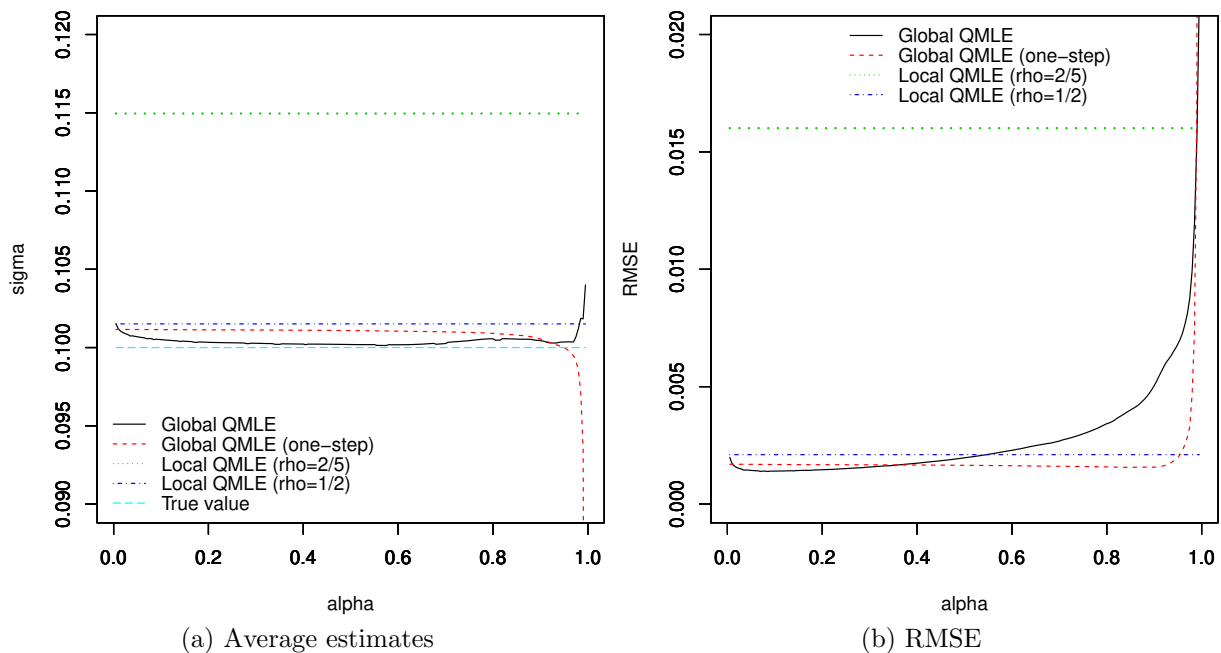 0.120
0.115
0.110
0.105
0.100
0.095
0.090
sigma
Global QMLE
Global QMLE (one−step)
Local QMLE (rho=2/5)
Local QMLE (rho=1/2)
True value
0.0 0.2 0.4 0.6 0.8 1.0
alpha
(a) Average estimates
0.020
0.015
0.010
0.005
0.000
RMSE
Global QMLE
Global QMLE (one−step)
Local QMLE (rho=2/5)
Local QMLE (rho=1/2)
0.0 0.2 0.4 0.6 0.8 1.0
alpha
(b) RMSE